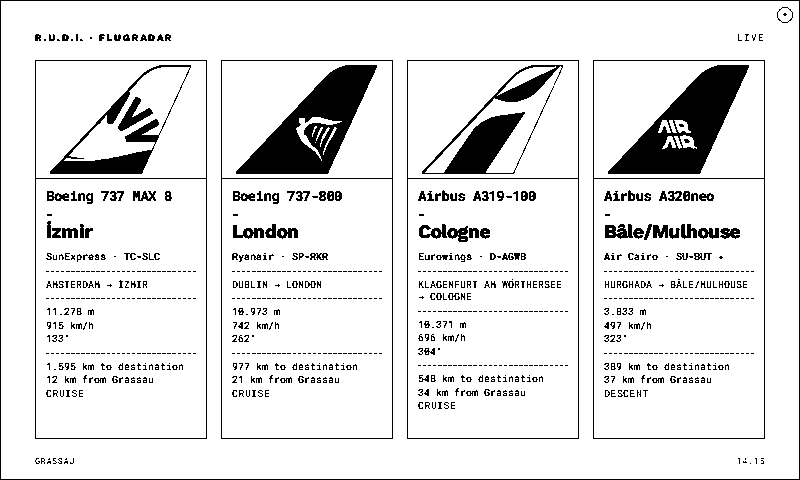 R.U.D.I. · FLUGRADAR
LIVE
AIR
AIR
Boeing 737 MAX 8
–
İzmir
SunExpress · TC-SLC
AMSTERDAM → İZMIR
11.278 m
915 km/h
133°
1.595 km to destination
12 km from Grassau
CRUISE
Boeing 737-800
–
London
Ryanair · SP-RKR
DUBLIN → LONDON
10.973 m
742 km/h
262°
977 km to destination
21 km from Grassau
CRUISE
Airbus A319-100
–
Cologne
Eurowings · D-AGWB
KLAGENFURT AM WÖRTHERSEE
→ COLOGNE
10.371 m
696 km/h
304°
548 km to destination
34 km from Grassau
CRUISE
Airbus A320neo
–
Bâle/Mulhouse
Air Cairo · SU-BUT
HURGHADA → BÂLE/MULHOUSE
3.833 m
497 km/h
323°
389 km to destination
37 km from Grassau
DESCENT
GRASSAU
14.15